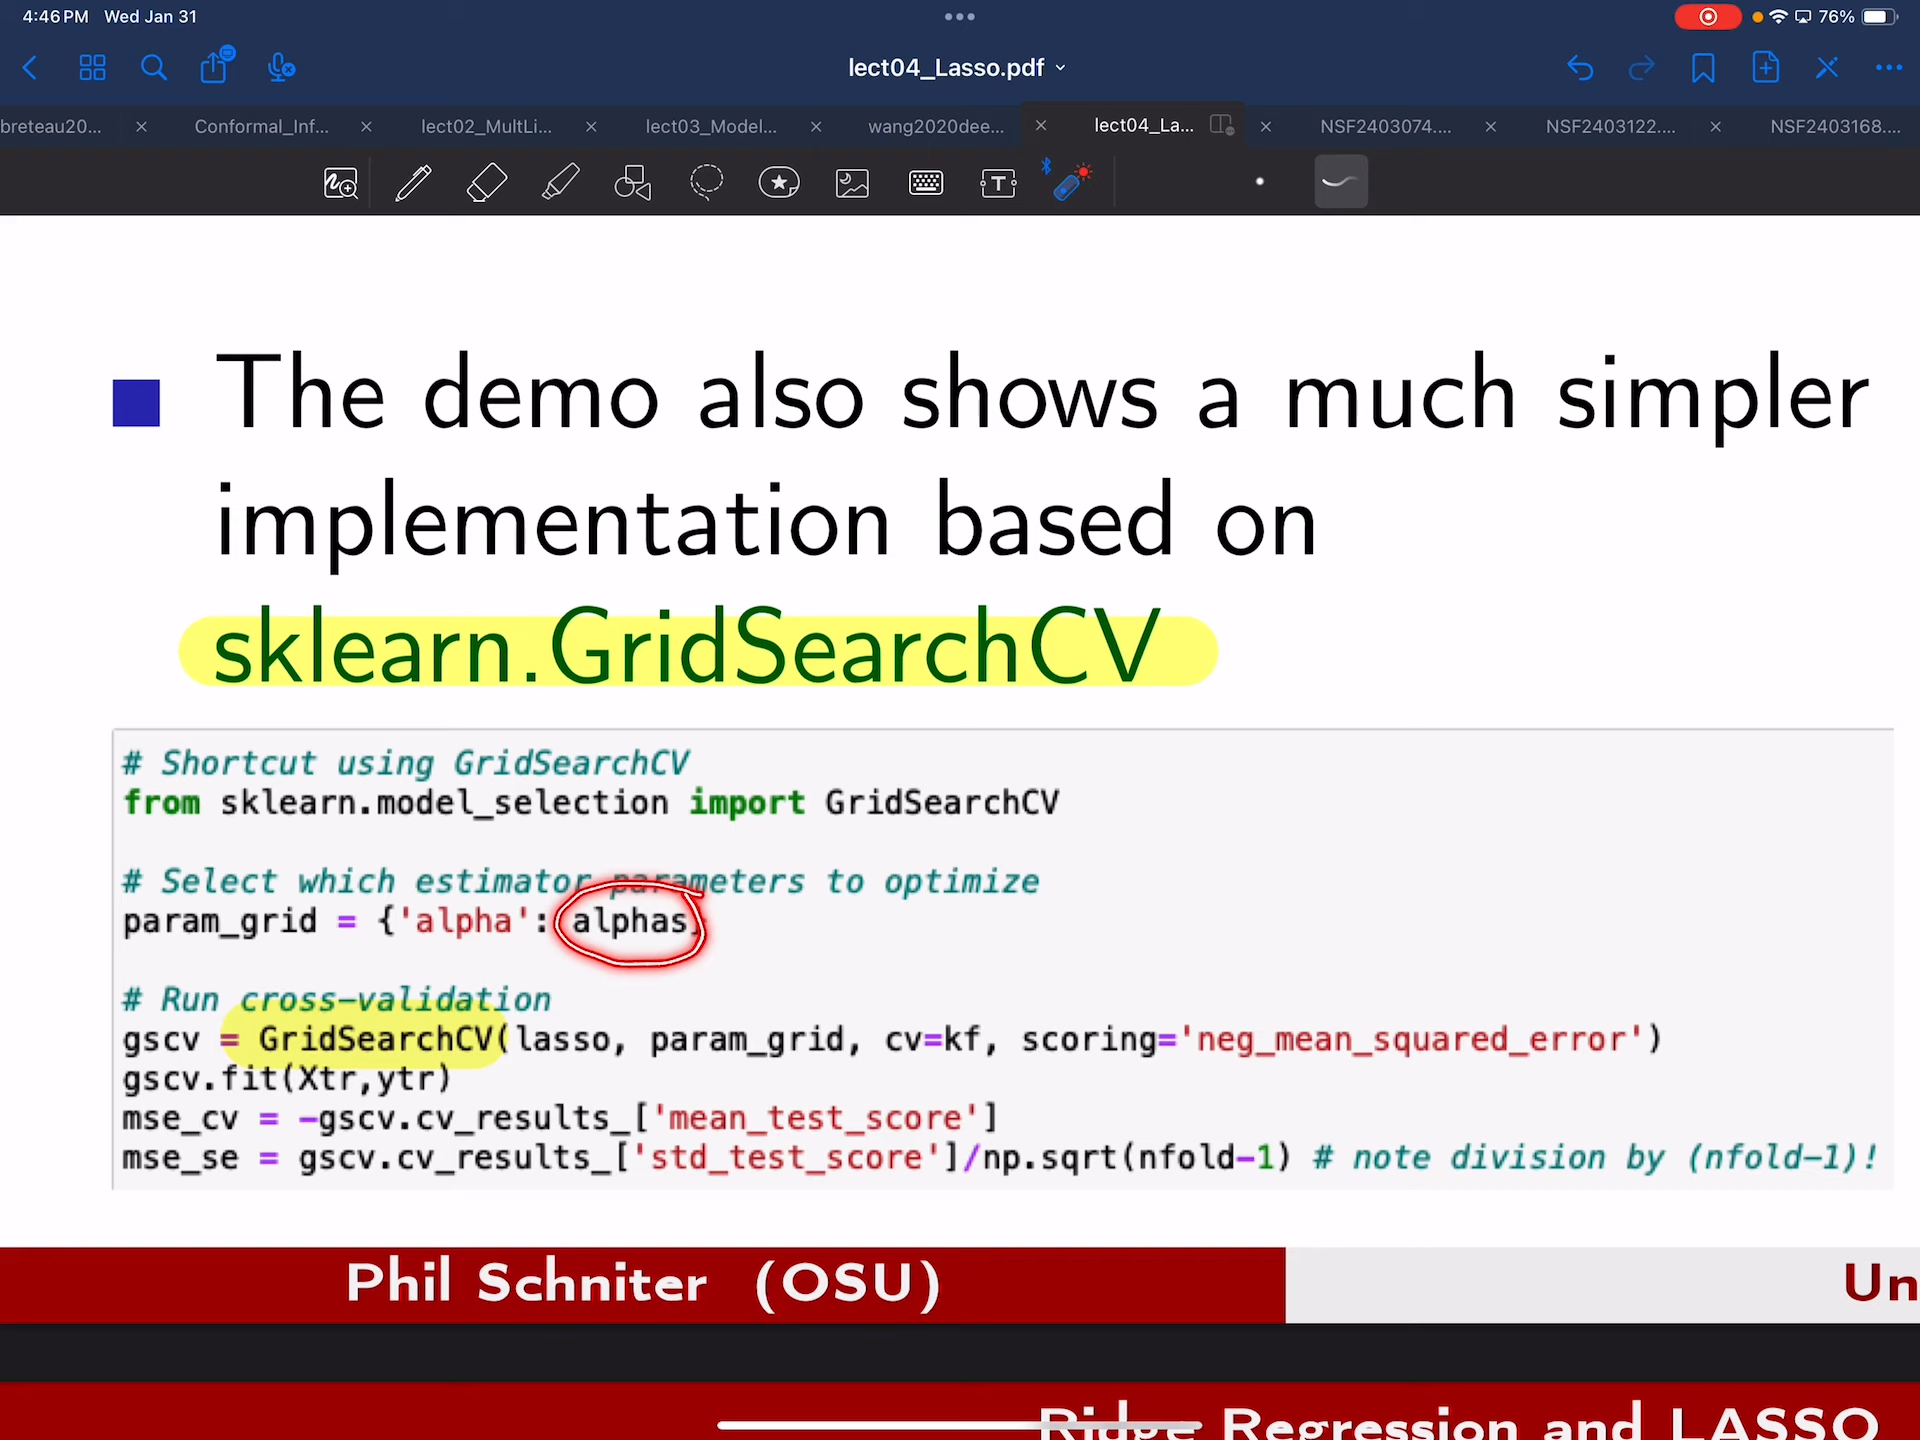 4:46 PM Wed Jan 31
76%
lect04_Lasso.pdf
breteau20...
Conformal_Inf...
lect02_MultLi...
lect03_Model...
wang2020dee...
lect04_La...
NSF2403074....
NSF2403122....
NSF2403168....
The demo also shows a much simpler
implementation based on
sklearn.GridSearchCV
# Shortcut using GridSearchCV
from sklearn.model_selection import GridSearchCV
# Select which estimator parameters to optimize
param_grid = {'alpha': alphas}
# Run cross-validation
gscv = GridSearchCV(lasso, param_grid, cv=kf, scoring='neg_mean_squared_error')
gscv.fit(Xtr,ytr)
mse_cv = -gscv.cv_results_['mean_test_score']
mse_se = gscv.cv_results_['std_test_score']/np.sqrt(nfold-1) # note division by (nfold-1)!
Phil Schniter (OSU)
Un
Ridge Regression and LASSO